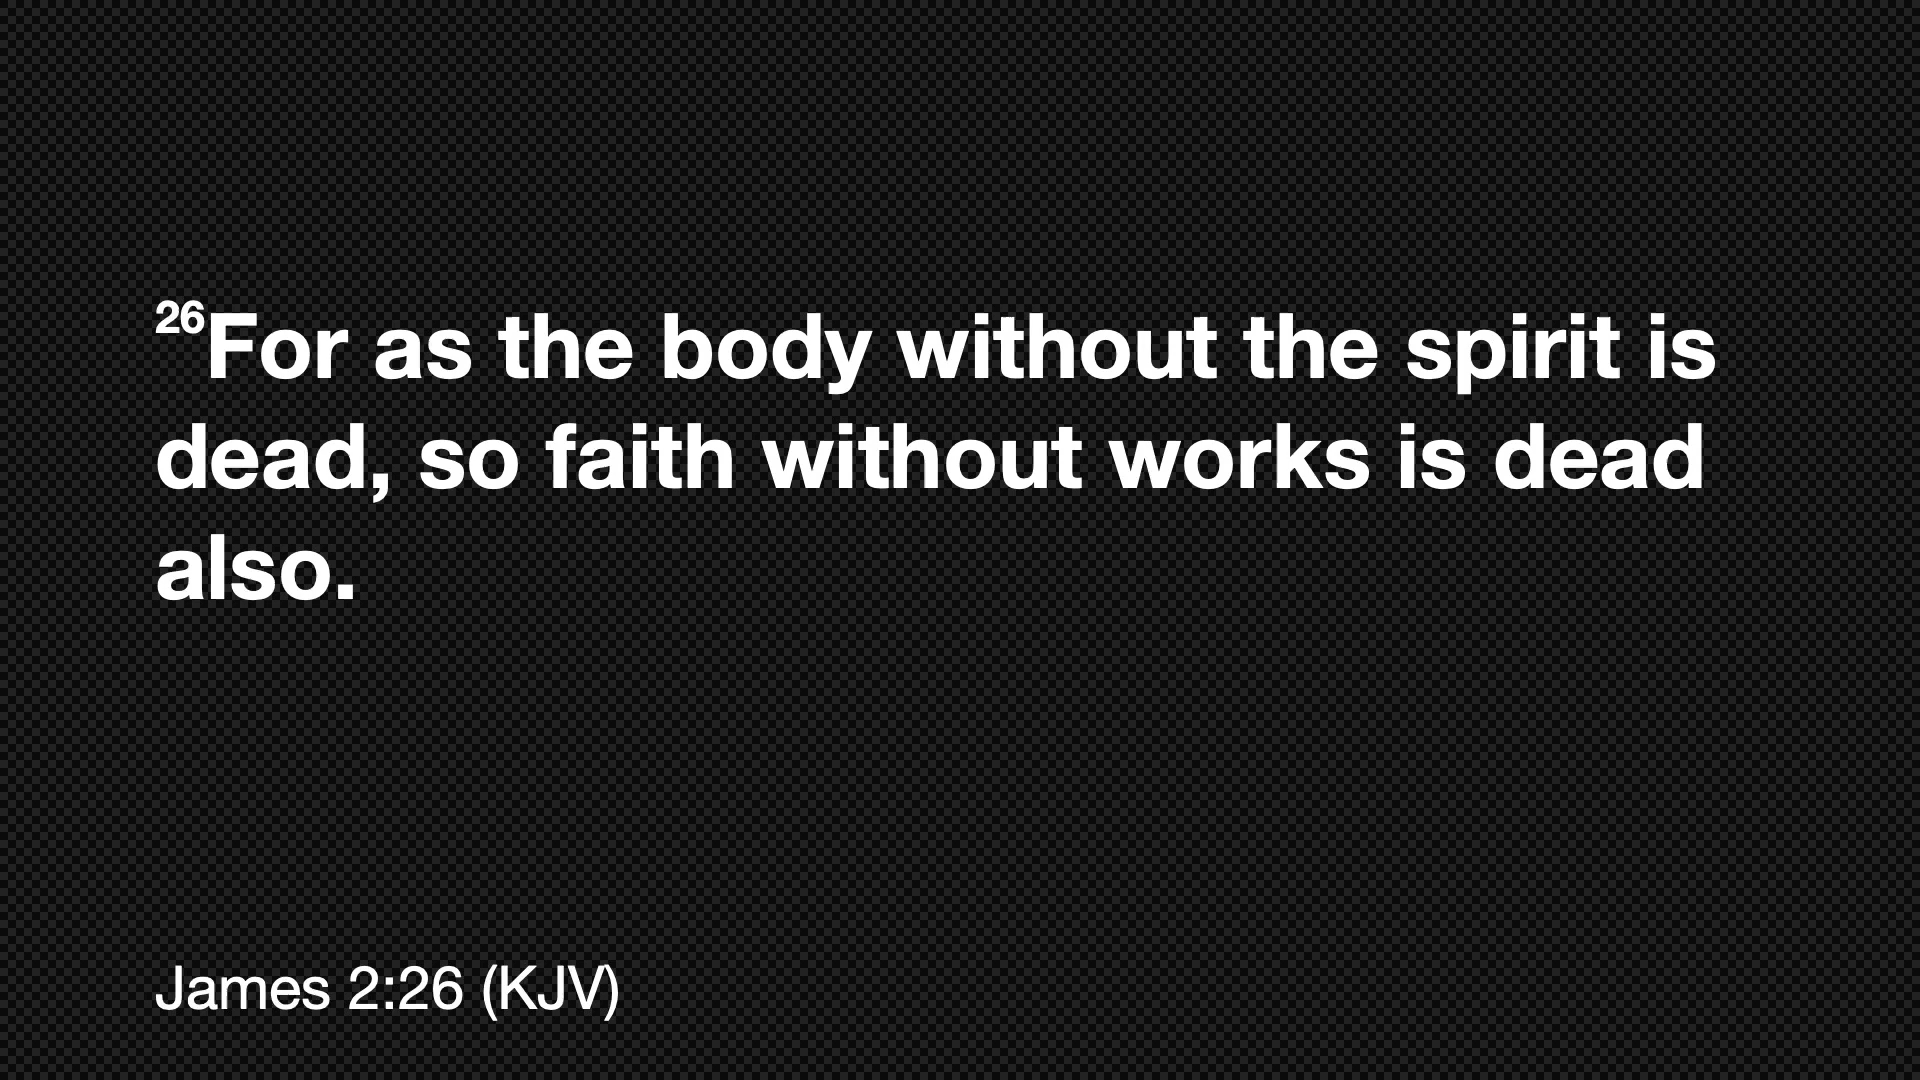 26For as the body without the spirit is
dead, so faith without works is dead
also.
James 2:26 (KJV)